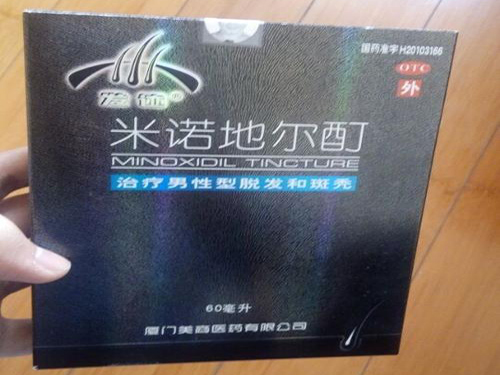 国药准字H20103166
OTC
外
米诺地尔酊
MINOXIDIL TINCTURE
治疗男性型脱发和斑秃
60毫升
厦门美商医药有限公司